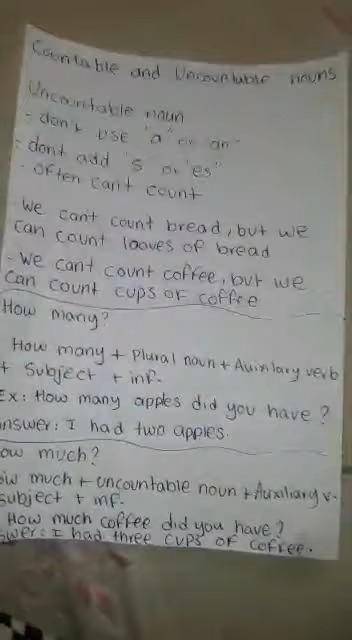 Countable and Uncountable nouns
Uncountable noun
- don't use "a" or "an"
- dont add "s or "es"
- often can't count
- We can't count bread, but we
can count loaves of bread
- We can't count coffee, but we
can count cups of coffee
How many?
How many + Plural noun + Auxilary verb
+ subject + inf.
Ex: How many apples did you have?
nswer: I had two apples.
ow much?
ow much + uncountable noun + Auxiliary v.
subject + inf.
How much coffee did you have?
swer: I had three cups of coffee.